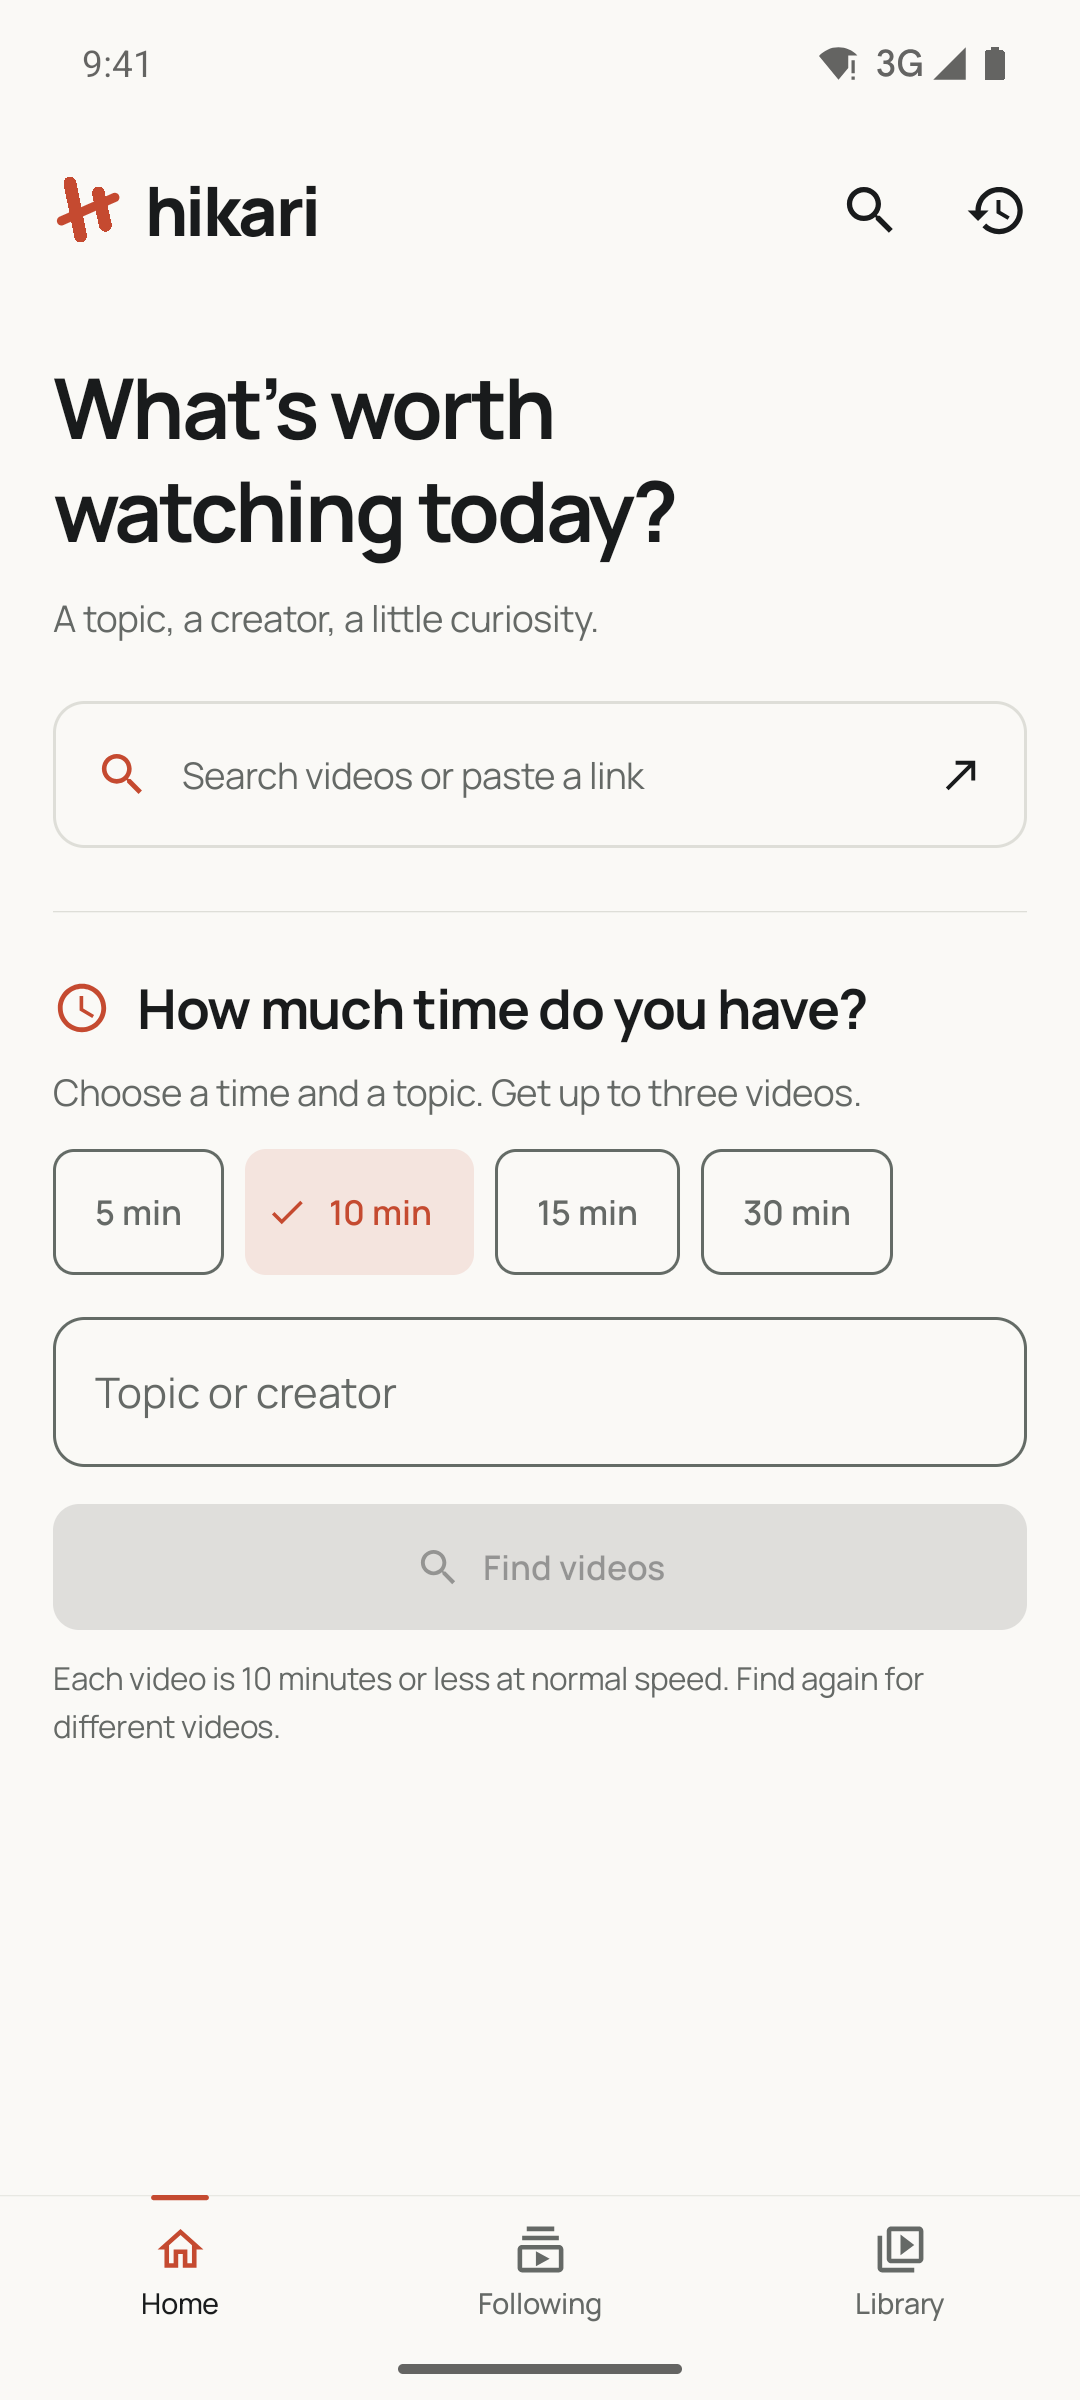 9:41
3G
hikari
What's worth
watching today?
A topic, a creator, a little curiosity.
Search videos or paste a link
How much time do you have?
Choose a time and a topic. Get up to three videos.
5 min
10 min
15 min
30 min
Topic or creator
Find videos
Each video is 10 minutes or less at normal speed. Find again for
different videos.
Home
Following
Library